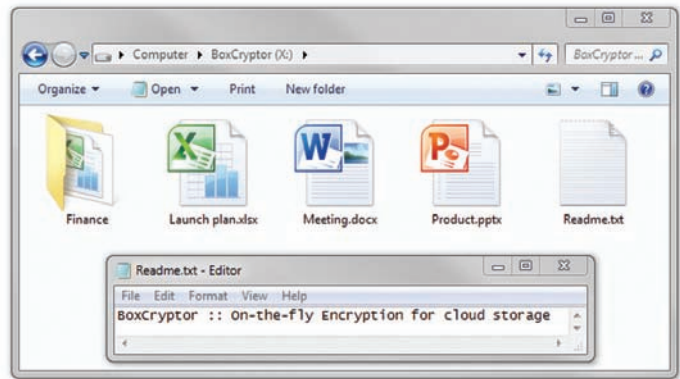 Computer ▸ BoxCryptor (X:) ▸
BoxCryptor ...
Organize Open Print New folder
Finance
Launch plan.xlsx
Meeting.docx
Product.pptx
Readme.txt
Readme.txt - Editor
File Edit Format View Help
BoxCryptor :: On-the-fly Encryption for cloud storage